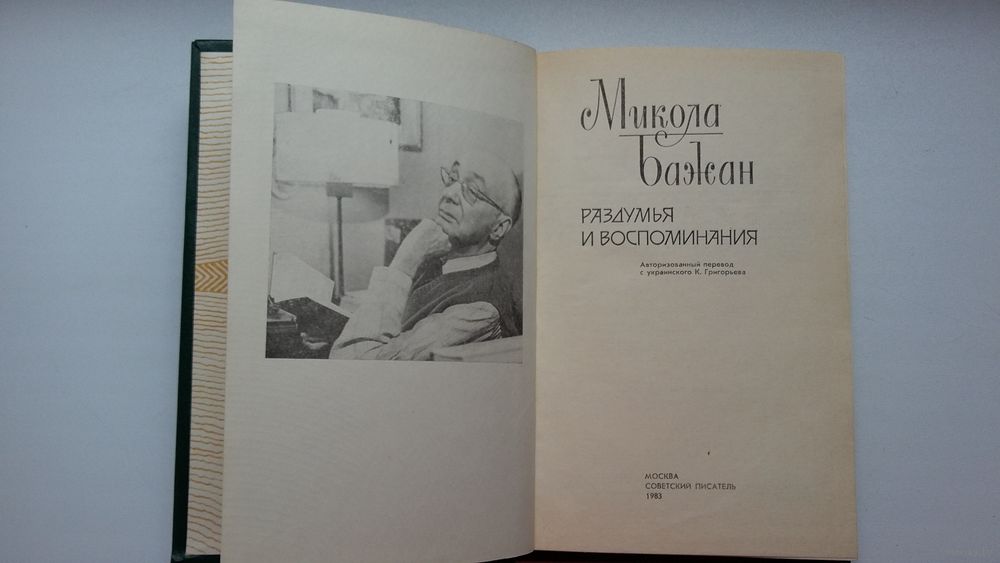 Микола
Бажан
РАЗДУМЬЯ
И ВОСПОМИНАНИЯ
Авторизованный перевод
с украинского К. Григорьева
МОСКВА
СОВЕТСКИЙ ПИСАТЕЛЬ
1983